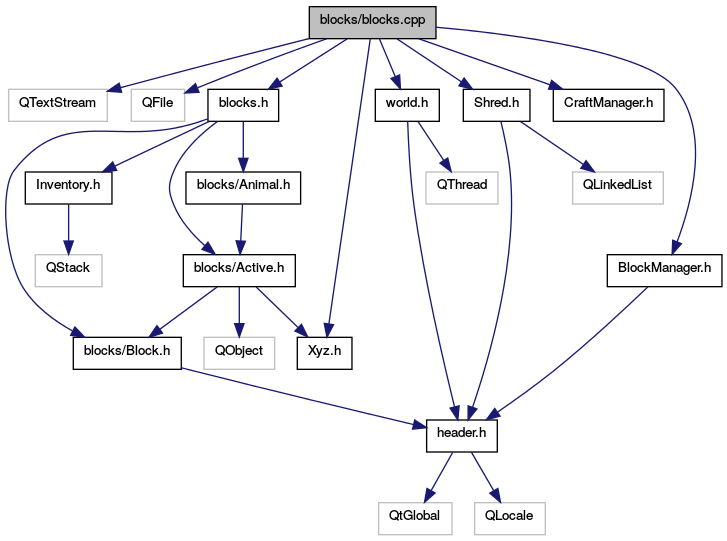 blocks/blocks.cpp
QTextStream
QFile
blocks.h
world.h
Shred.h
CraftManager.h
Inventory.h
blocks/Animal.h
QThread
QLinkedList
QStack
blocks/Active.h
BlockManager.h
blocks/Block.h
QObject
Xyz.h
header.h
QtGlobal
QLocale